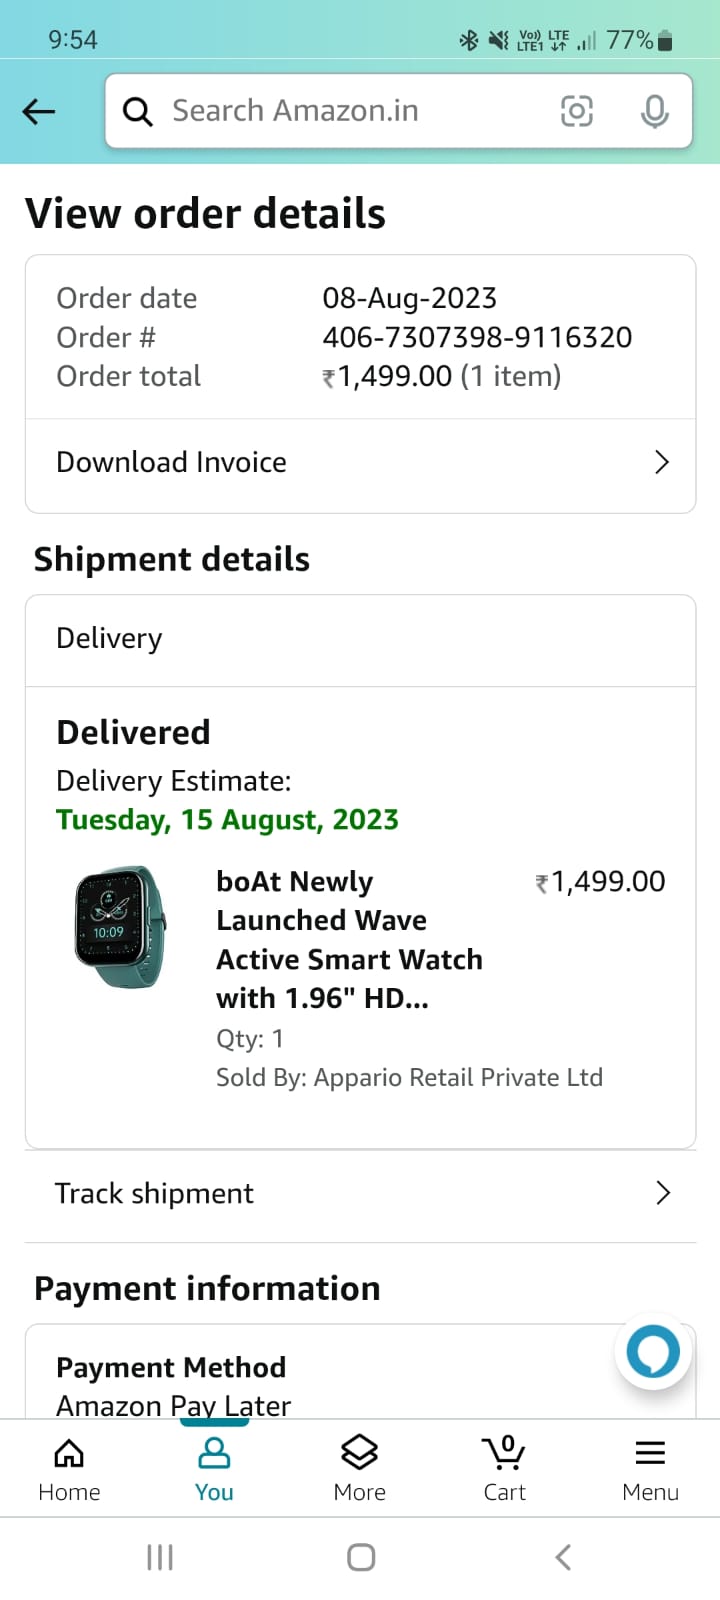 9:54
Vo) LTE
LTE1
77%
Search Amazon.in
View order details
Order date 08-Aug-2023
Order # 406-7307398-9116320
Order total ₹1,499.00 (1 item)
Download Invoice
Shipment details
Delivery
Delivered
Delivery Estimate:
Tuesday, 15 August, 2023
10:09
boAt Newly ₹1,499.00
Launched Wave
Active Smart Watch
with 1.96" HD...
Qty: 1
Sold By: Appario Retail Private Ltd
Track shipment
Payment information
Payment Method
Amazon Pay Later
0
Home You More Cart Menu